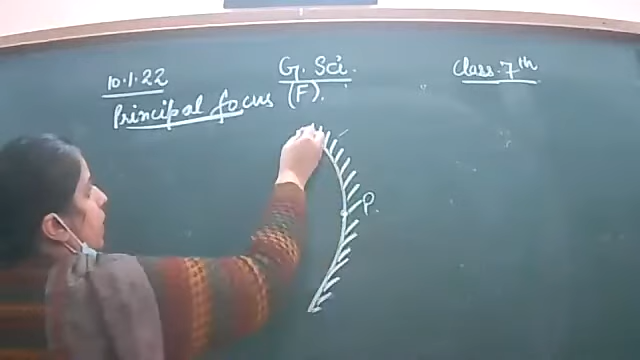 10.1.22
G. Sci.
Class. 7th
Principal focus (F).
P.